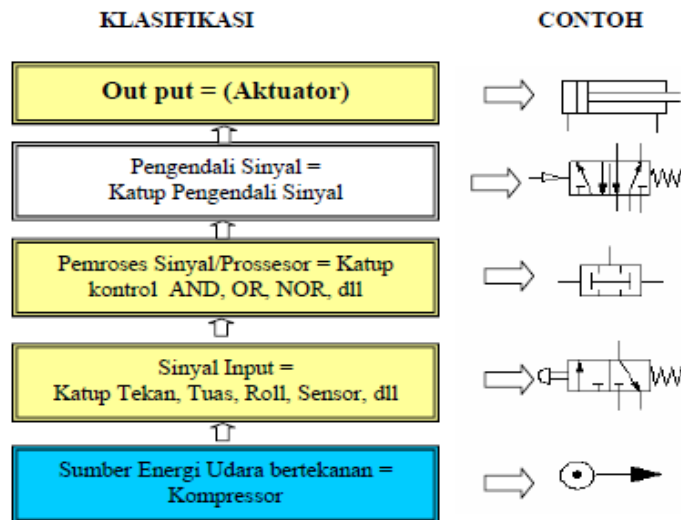 KLASIFIKASI
CONTOH
Out put = (Aktuator)
Pengendali Sinyal =
Katup Pengendali Sinyal
Pemroses Sinyal/Prossesor = Katup
kontrol AND, OR, NOR, dll
Sinyal Input =
Katup Tekan, Tuas, Roll, Sensor, dll
Sumber Energi Udara bertekanan =
Kompressor